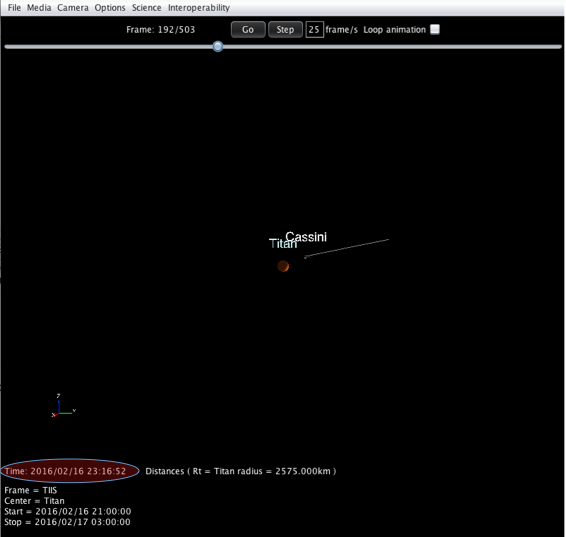 File Media Camera Options Science Interoperability
Frame: 192/503 Go Step 25 frame/s Loop animation
Cassini
Titan
Z
X Y
Time: 2016/02/16 23:16:52 Distances ( Rt = Titan radius = 2575.000km )
Frame = TIIS
Center = Titan
Start = 2016/02/16 21:00:00
Stop = 2016/02/17 03:00:00